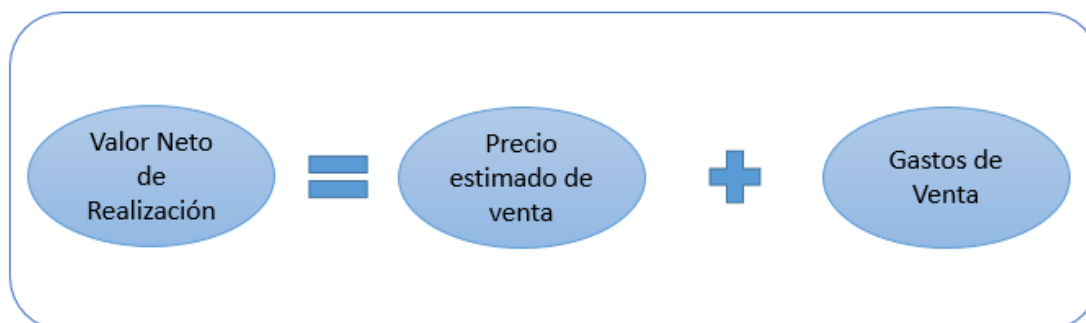 Valor Neto
de
Realización
Precio
estimado de
venta
Gastos de
Venta